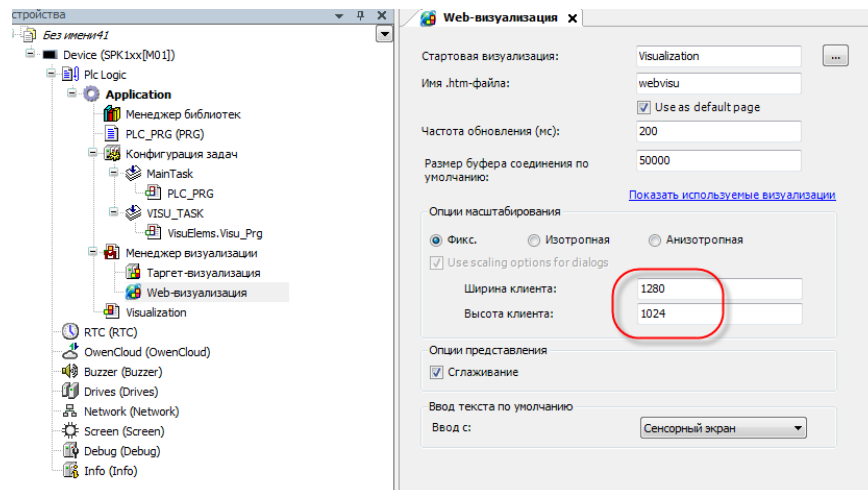 стройства
Без имени41
Device (SPK1xx[M01])
Plc Logic
Application
Менеджер библиотек
PLC_PRG (PRG)
Конфигурация задач
MainTask
PLC_PRG
VISU_TASK
VisuElems.Visu_Prg
Менеджер визуализации
Таргет-визуализация
Web-визуализация
Visualization
RTC (RTC)
OwenCloud (OwenCloud)
Buzzer (Buzzer)
Drives (Drives)
Network (Network)
Screen (Screen)
Debug (Debug)
Info (Info)
Web-визуализация
Стартовая визуализация: Visualization ...
Имя .htm-файла: webvisu
Use as default page
Частота обновления (мс): 200
Размер буфера соединения по 50000
умолчанию:
Показать используемые визуализации
Опции масштабирования
Фикс. Изотропная Анизотропная
Use scaling options for dialogs
Ширина клиента: 1280
Высота клиента: 1024
Опции представления
Сглаживание
Ввод текста по умолчанию
Ввод с: Сенсорный экран